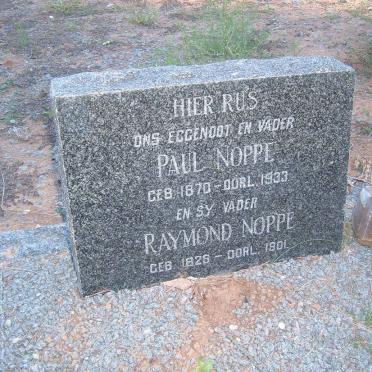 HIER RUS
ONS EGGENOOT EN VADER
PAUL NOPPE
GEB. 1870 - OORL. 1933
EN SY VADER
RAYMOND NOPPE
GEB. 1826 - OORL. 1901